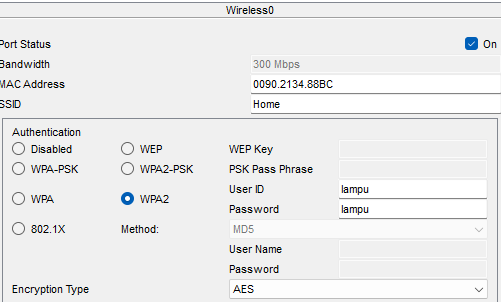 Wireless0
Port Status On
Bandwidth 300 Mbps
MAC Address 0090.2134.88BC
SSID Home
Authentication
Disabled WEP WEP Key
WPA-PSK WPA2-PSK PSK Pass Phrase
User ID lampu
WPA WPA2
Password lampu
802.1X Method: MD5
User Name
Password
Encryption Type AES